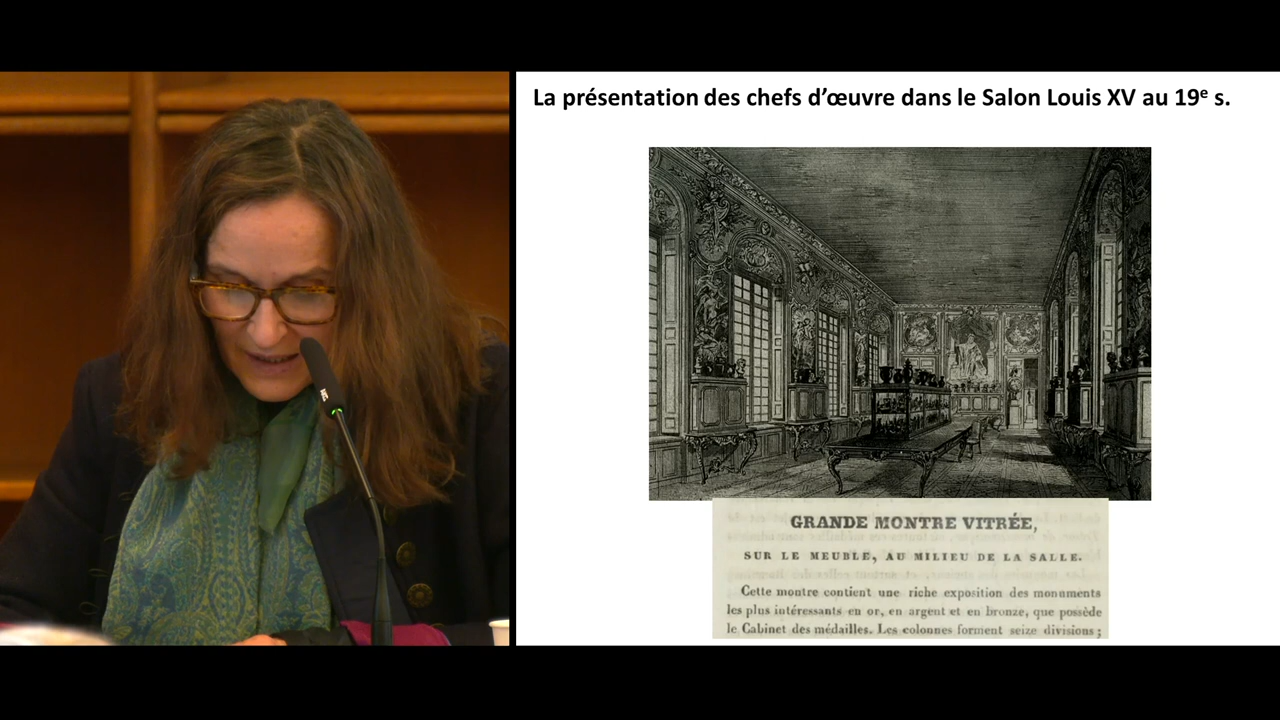 La présentation des chefs d’œuvre dans le Salon Louis XV au 19e s.
GRANDE MONTRE VITRÉE,
SUR LE MEUBLE, AU MILIEU DE LA SALLE.
Cette montre contient une riche exposition des monuments
les plus intéressants en or, en argent et en bronze, que possède
le Cabinet des médailles. Les colonnes forment seize divisions;